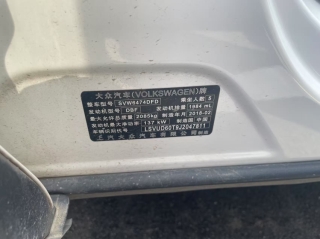 大众汽车(VOLKSWAGEN)牌
整车型号 SVW6474DFD 乘坐人数 5
发动机型号 DBF 发动机排量 1984 mL
最大允许总质量 2065kg 制造年月 2018-02
发动机最大净功率 137 kW 制造国 中国
车辆识别代号
上汽大众汽车有限公司